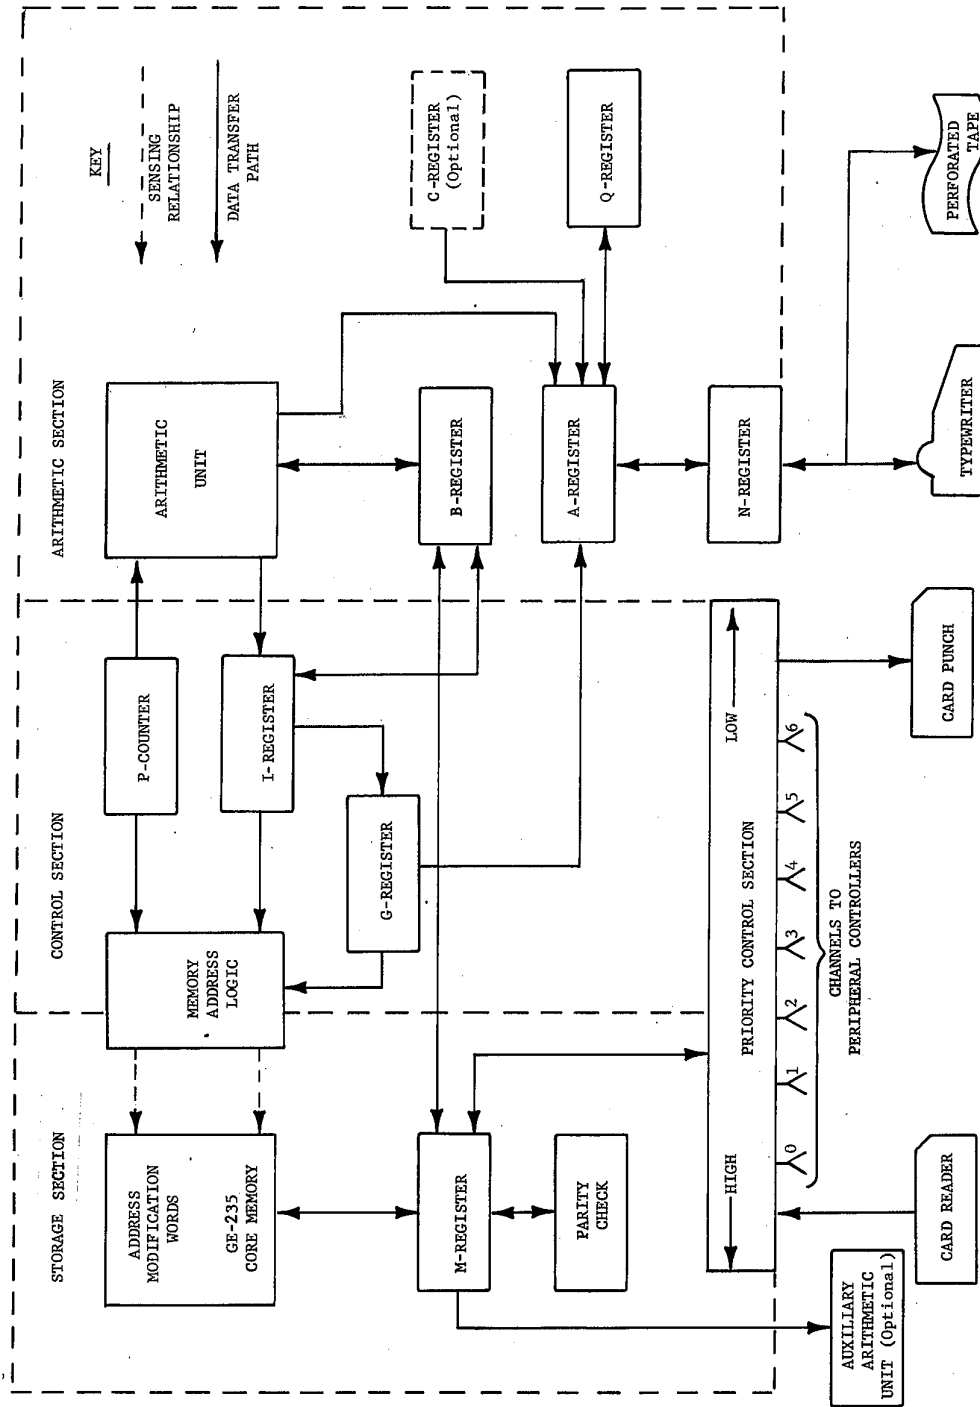 STORAGE SECTION
CONTROL SECTION
ARITHMETIC SECTION
KEY
SENSING
RELATIONSHIP
DATA TRANSFER
PATH
ADDRESS
MODIFICATION
WORDS
GE-235
CORE MEMORY
MEMORY
ADDRESS
LOGIC
P-COUNTER
I-REGISTER
G-REGISTER
ARITHMETIC
UNIT
B-REGISTER
C-REGISTER
(Optional)
A-REGISTER
Q-REGISTER
N-REGISTER
M-REGISTER
PARITY
CHECK
HIGH
PRIORITY CONTROL SECTION
LOW
0
1
2
3
4
5
6
CHANNELS TO
PERIPHERAL CONTROLLERS
AUXILIARY
ARITHMETIC
UNIT (Optional)
CARD READER
CARD PUNCH
TYPEWRITER
PERFORATED
TAPE